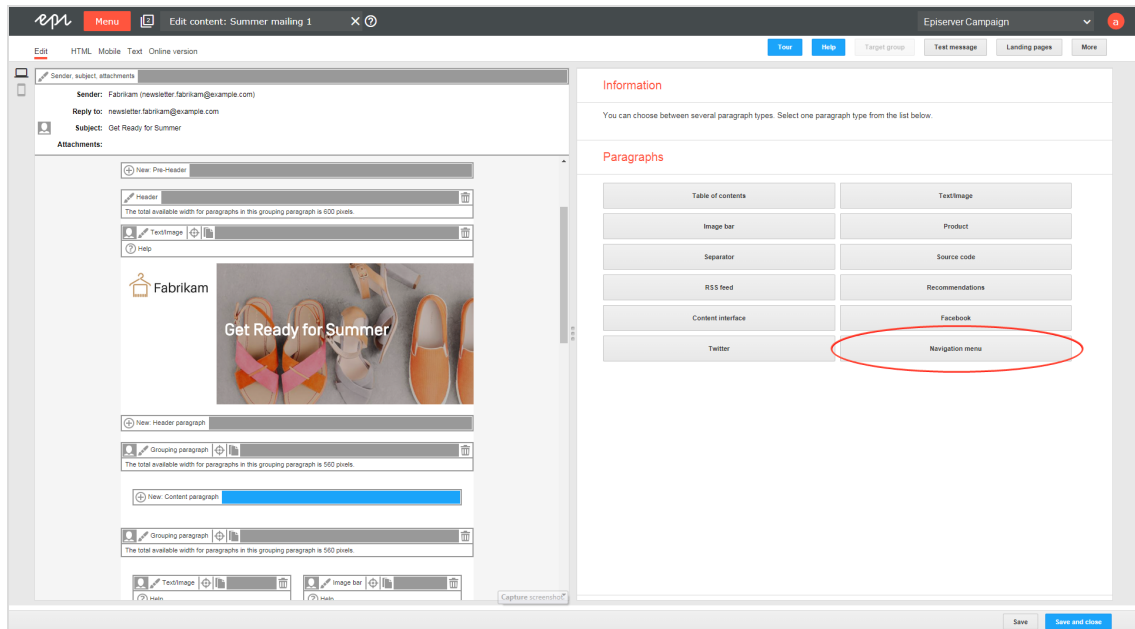 epi Menu 2 Edit content: Summer mailing 1 Episerver Campaign a
Edit HTML Mobile Text Online version Tour Help Target group Test message Landing pages More
Sender, subject, attachments
Sender: Fabrikam (newsletter.fabrikam@example.com)
Reply to: newsletter.fabrikam@example.com
Subject: Get Ready for Summer
Attachments:
New: Pre-Header
Header
The total available width for paragraphs in this grouping paragraph is 600 pixels.
Text/Image
Help
Fabrikam
Get Ready for Summer
New: Header paragraph
Grouping paragraph
The total available width for paragraphs in this grouping paragraph is 560 pixels.
New: Content paragraph
Grouping paragraph
The total available width for paragraphs in this grouping paragraph is 560 pixels.
Text/Image Image bar
Help Help
Capture screenshot
Information
You can choose between several paragraph types. Select one paragraph type from the list below.
Paragraphs
Table of contents Text/Image
Image bar Product
Separator Source code
RSS feed Recommendations
Content interface Facebook
Twitter Navigation menu
Save Save and close